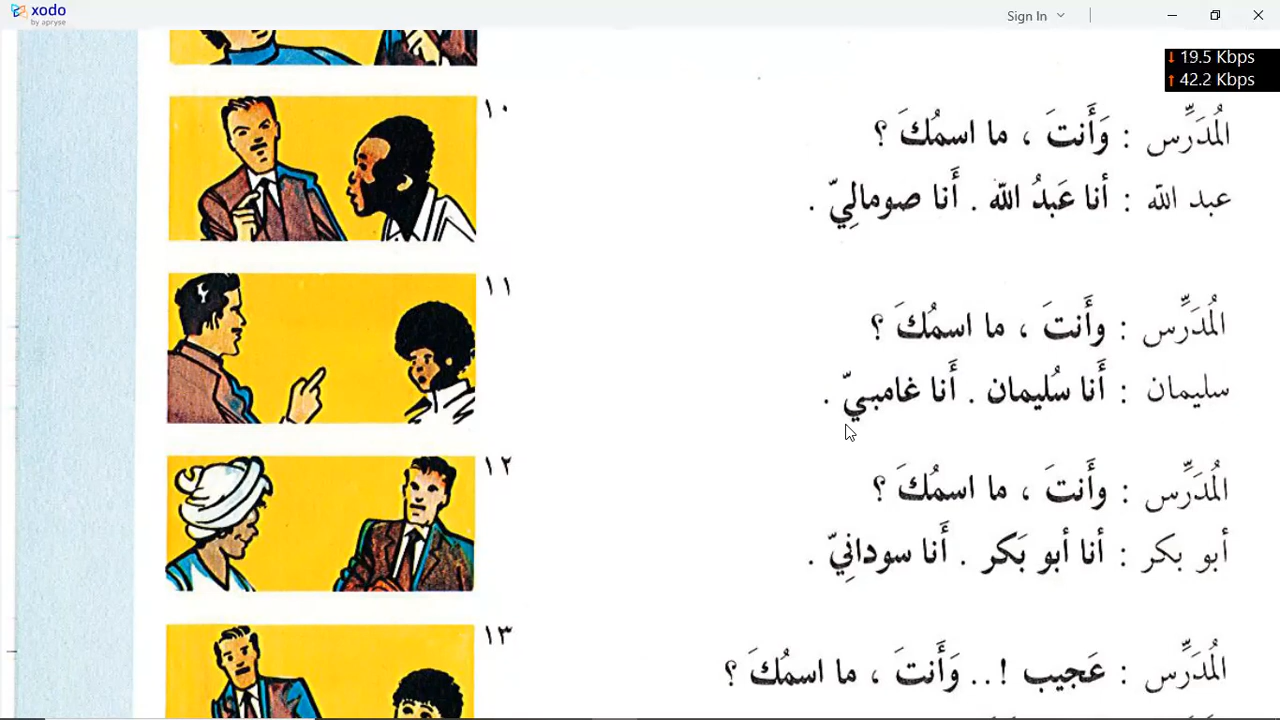 xodo
by apryse
Sign In
19.5 Kbps
42.2 Kbps
١٠
المُدَرِّس : وَأَنتَ ، ما اسمُكَ ؟
عبد الله : أنا عَبدُ الله . أَنا صومالِيّ .
١١
المُدَرِّس : وأَنتَ ، ما اسمُكَ ؟
سليمان : أَنا سُليمان . أَنا غامبيّ .
١٢
المُدَرِّس : وأَنتَ ، ما اسمُكَ ؟
أبو بكر : أنا أبو بَكر . أَنا سودانِيّ .
١٣
المُدَرِّس : عَجيب ! .. وَأَنتَ ، ما اسمُكَ ؟